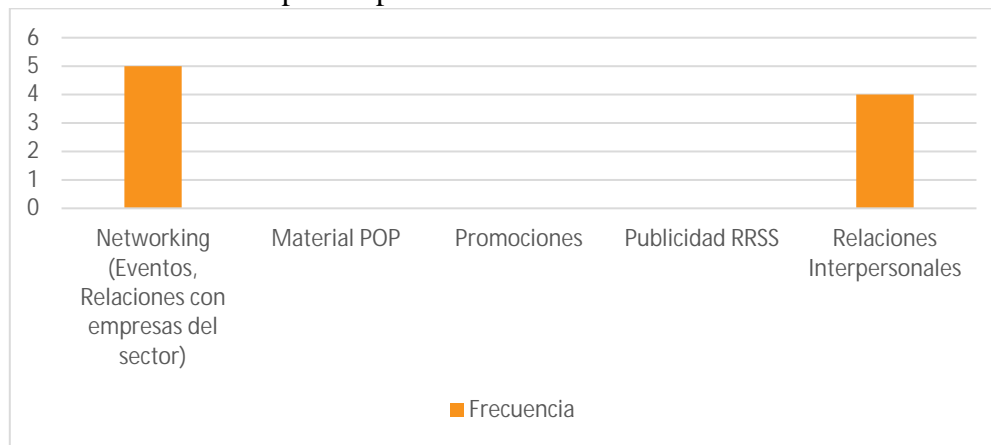 6
5
4
3
2
1
0
Networking
(Eventos,
Relaciones con
empresas del
sector)
Material POP
Promociones
Publicidad RRSS
Relaciones
Interpersonales
Frecuencia